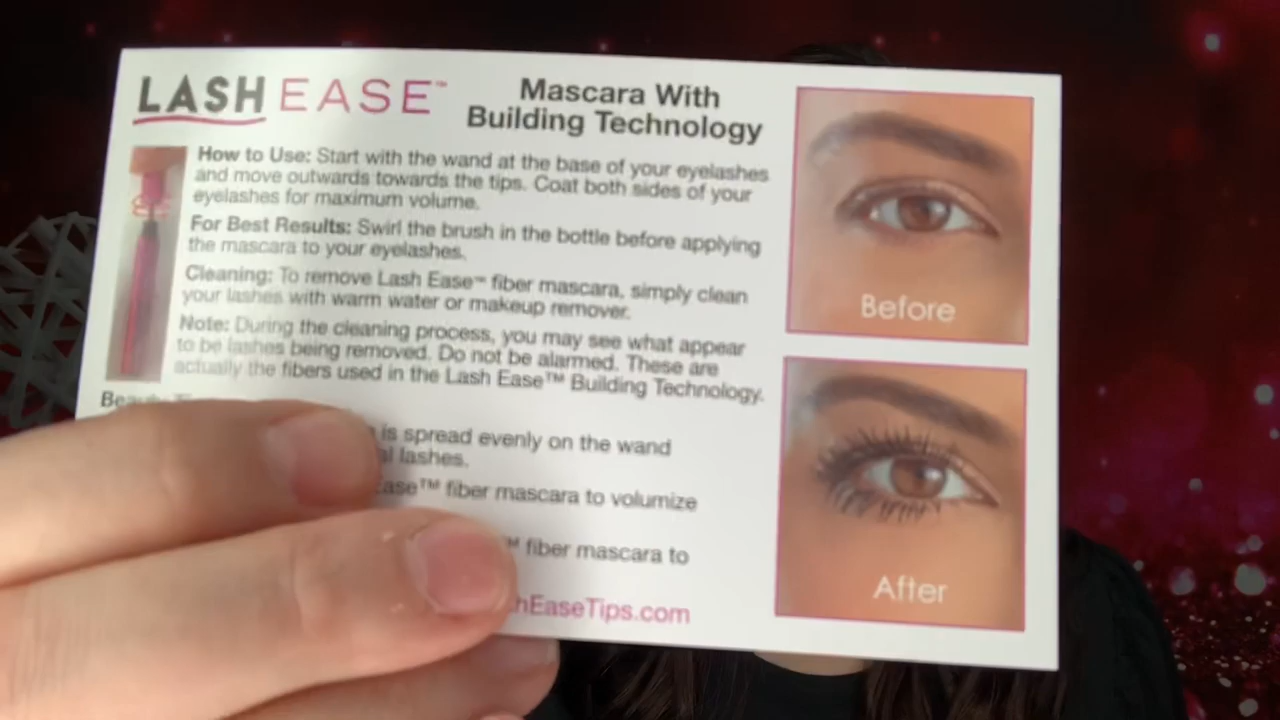 LASH EASE™
Mascara With
Building Technology
How to Use: Start with the wand at the base of your eyelashes
and move outwards towards the tips. Coat both sides of your
eyelashes for maximum volume.
For Best Results: Swirl the brush in the bottle before applying
the mascara to your eyelashes.
Cleaning: To remove Lash Ease™ fiber mascara, simply clean
your lashes with warm water or makeup remover.
Note: During the cleaning process, you may see what appear
to be lashes being removed. Do not be alarmed. These are
actually the fibers used in the Lash Ease™ Building Technology.
is spread evenly on the wand
lashes.
fiber mascara to volumize
fiber mascara to
hEaseTips.com
Before
After